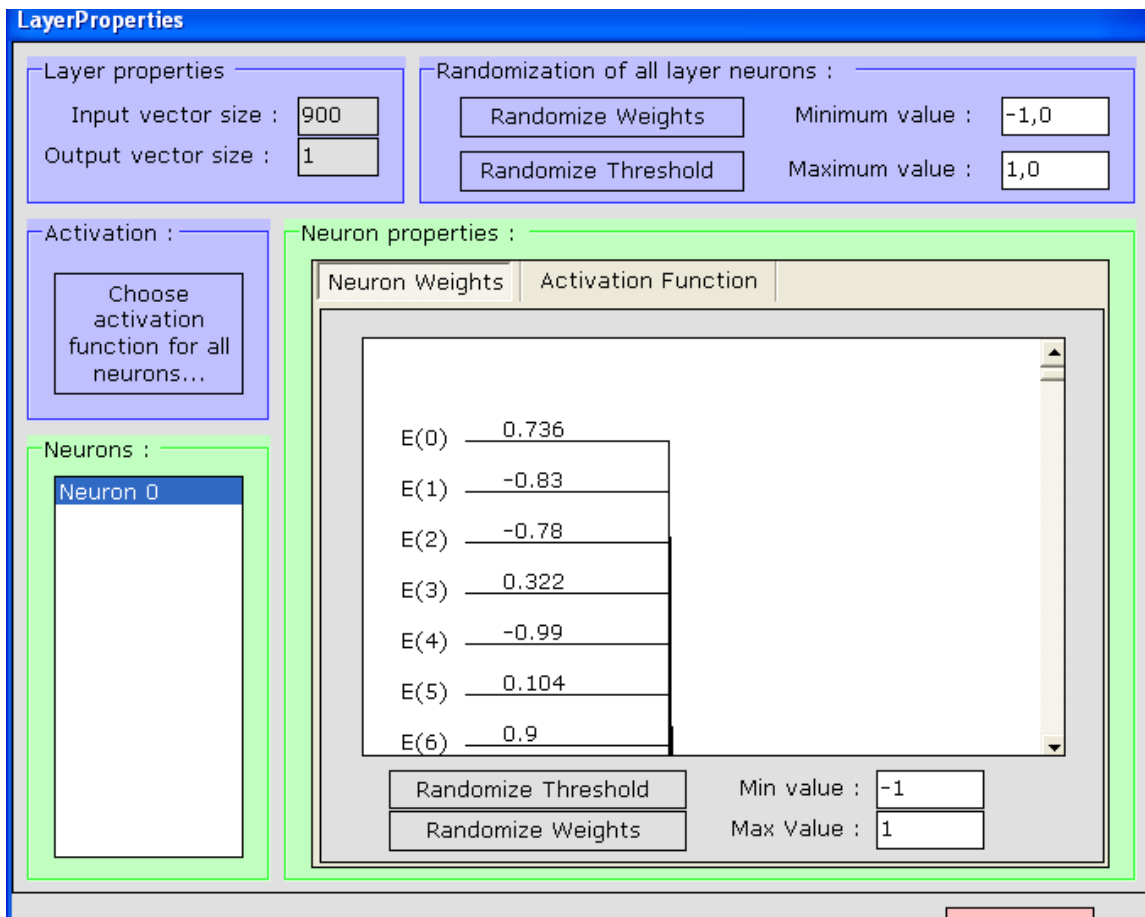 LayerProperties
Layer properties
Input vector size : 900
Output vector size : 1
Randomization of all layer neurons :
Randomize Weights Minimum value : -1,0
Randomize Threshold Maximum value : 1,0
Activation :
Choose
activation
function for all
neurons...
Neurons :
Neuron 0
Neuron properties :
Neuron Weights Activation Function
E(0) 0.736
E(1) -0.83
E(2) -0.78
E(3) 0.322
E(4) -0.99
E(5) 0.104
E(6) 0.9
Randomize Threshold Min value : -1
Randomize Weights Max Value : 1